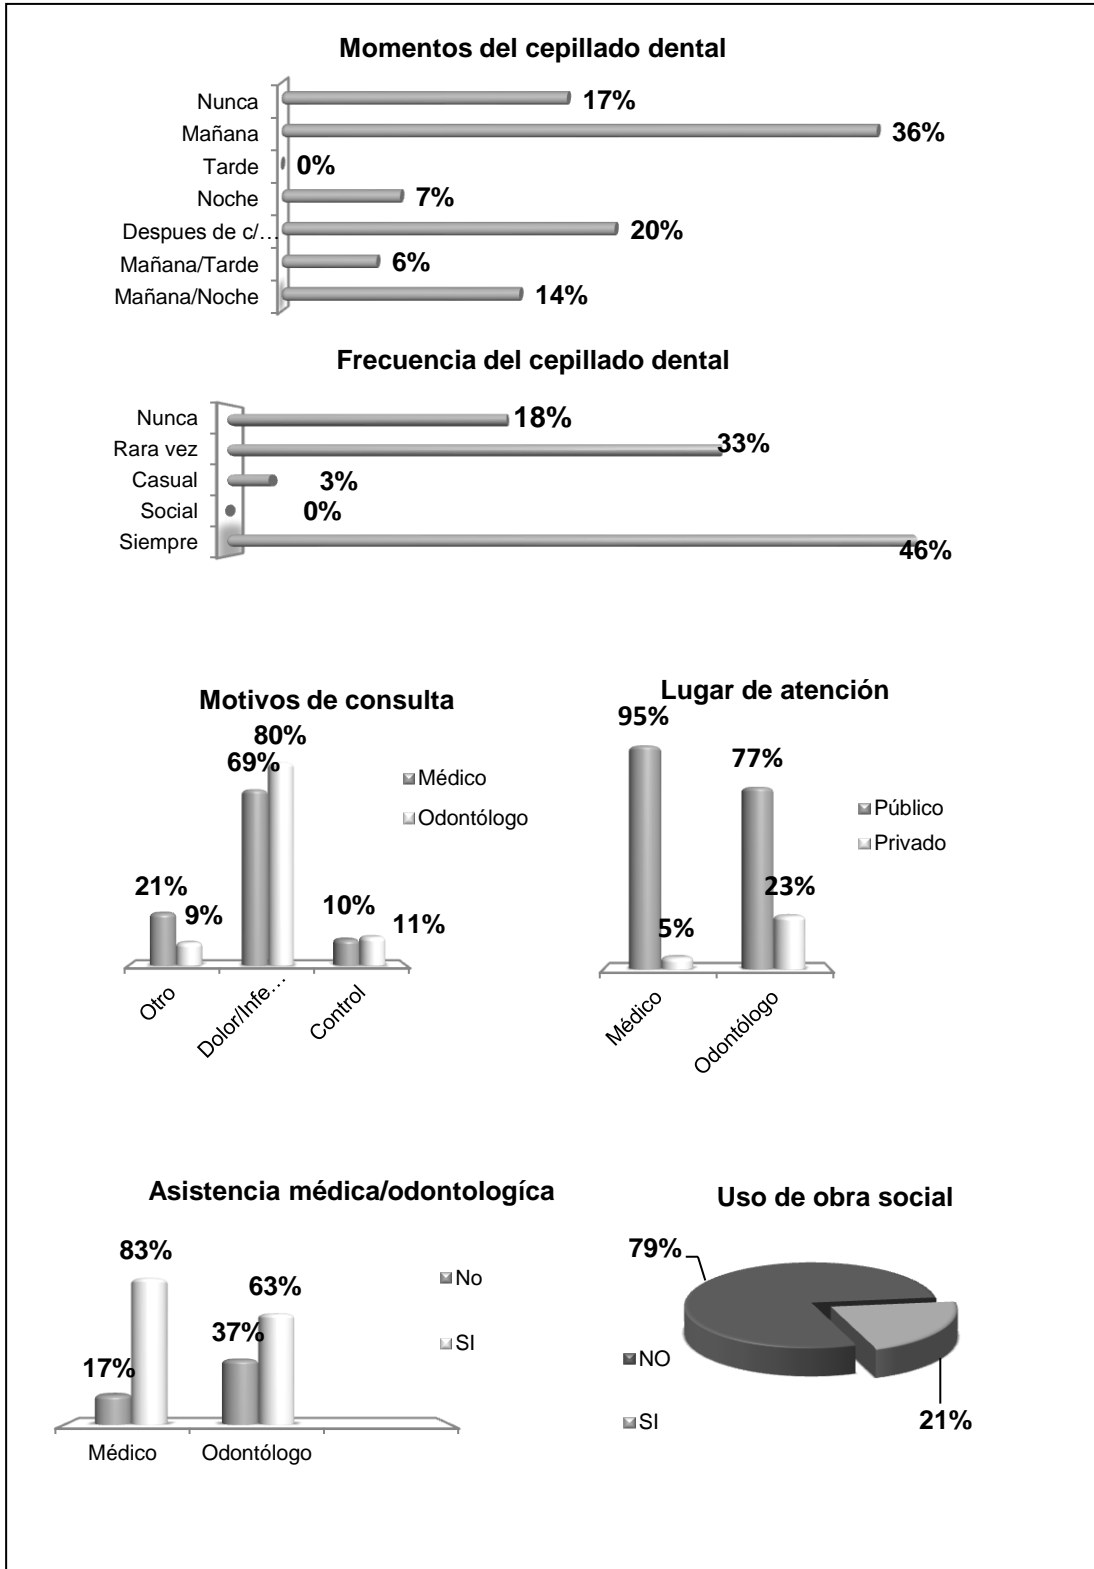 Momentos del cepillado dental
Nunca 17%
Mañana 36%
Tarde 0%
Noche 7%
Despues de c/... 20%
Mañana/Tarde 6%
Mañana/Noche 14%
Frecuencia del cepillado dental
Nunca 18%
Rara vez 33%
Casual 3%
Social 0%
Siempre 46%
Motivos de consulta
80%
69%
Médico
Odontólogo
21%
9%
10%
11%
Otro
Dolor/Infe...
Control
Lugar de atención
95%
77%
Público
Privado
23%
5%
Médico
Odontólogo
Asistencia médica/odontologíca
83%
63%
No
37%
SI
17%
Médico Odontólogo
Uso de obra social
79%
NO
SI
21%